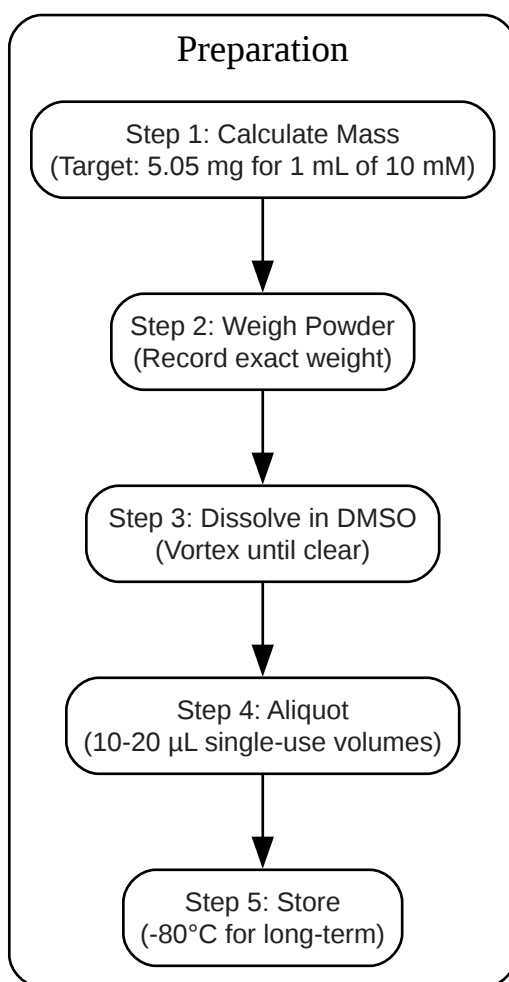 Preparation
Step 1: Calculate Mass
(Target: 5.05 mg for 1 mL of 10 mM)
Step 2: Weigh Powder
(Record exact weight)
Step 3: Dissolve in DMSO
(Vortex until clear)
Step 4: Aliquot
(10-20 µL single-use volumes)
Step 5: Store
(-80°C for long-term)